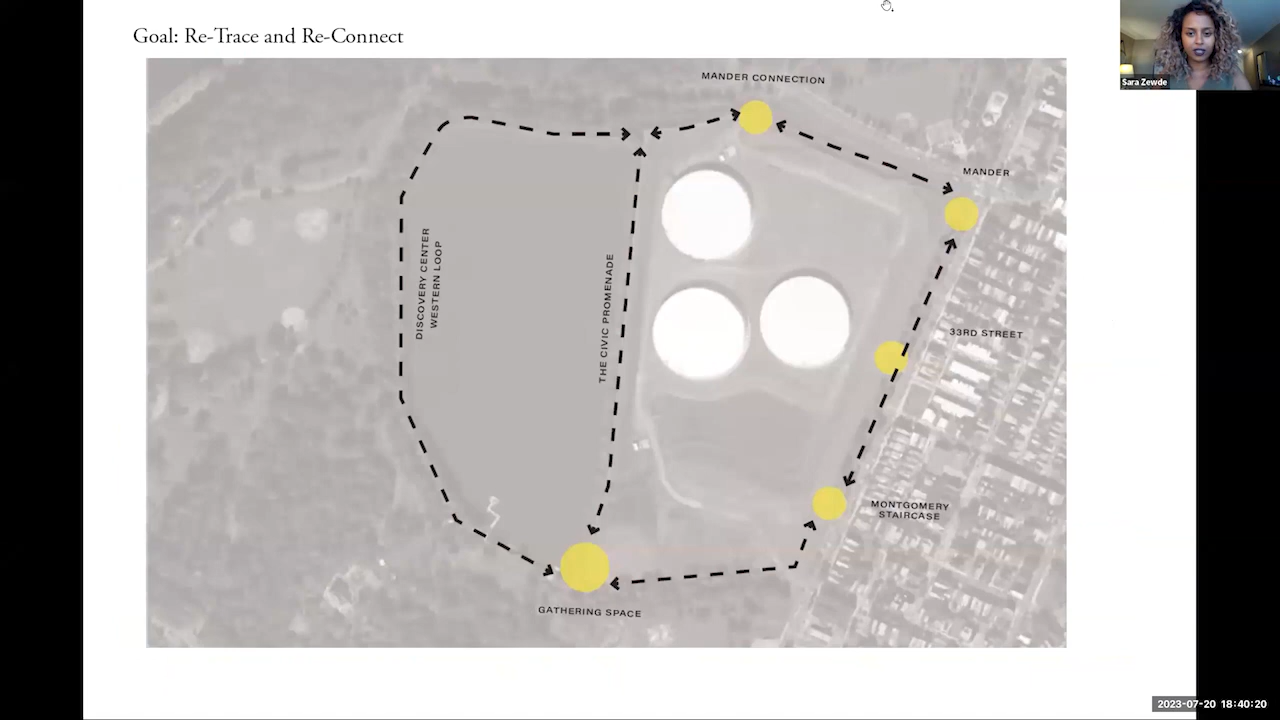 Goal: Re-Trace and Re-Connect
Sara Zewde
MANDER CONNECTION
MANDER
DISCOVERY CENTER
WESTERN LOOP
THE CIVIC PROMENADE
33RD STREET
MONTGOMERY
STAIRCASE
GATHERING SPACE
2023-07-20 18:40:20